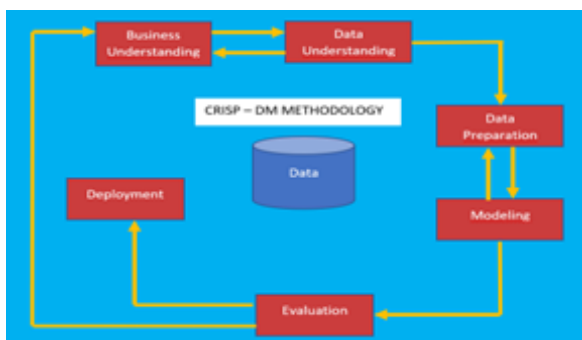 Business
Understanding
Data
Understanding
CRISP – DM METHODOLOGY
Data
Preparation
Data
Deployment
Modeling
Evaluation